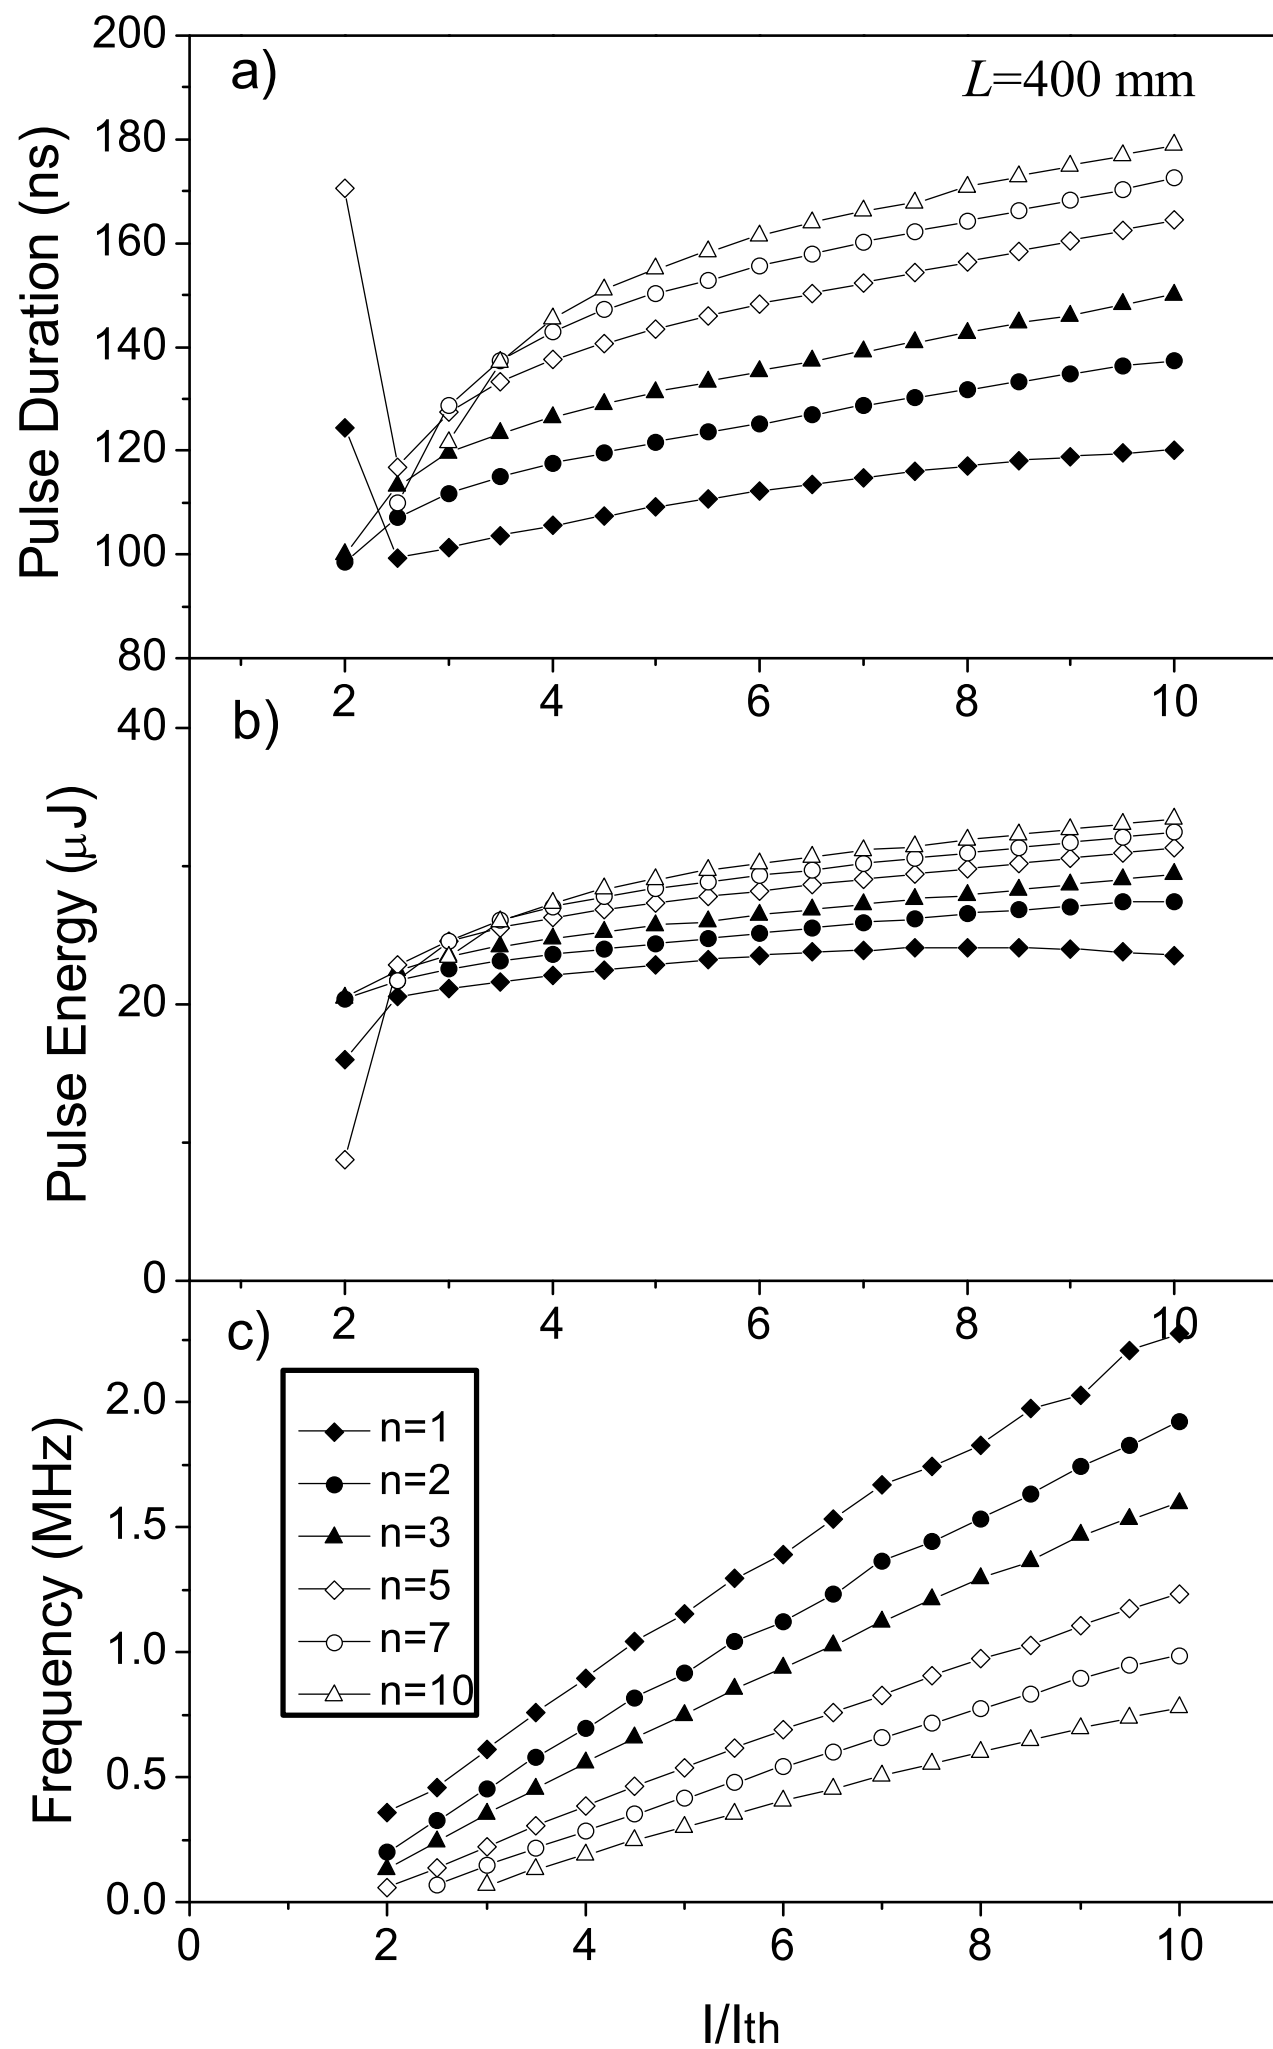 200
a)
L=400 mm
180
160
140
120
100
80
Pulse Duration (ns)
2 4 6 8 10
b)
40
20
0
Pulse Energy (μJ)
2 4 6 8 10
c)
2.0
1.5
1.0
0.5
0.0
Frequency (MHz)
n=1
n=2
n=3
n=5
n=7
n=10
0 2 4 6 8 10
I/Ith